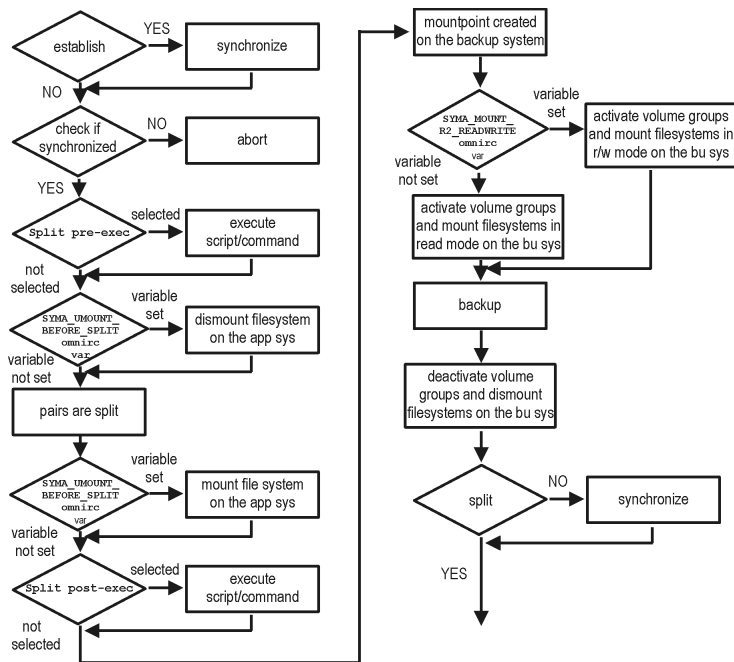 establish
YES
synchronize
NO
check if
synchronized
NO
abort
YES
Split pre-exec
selected
execute
script/command
not
selected
SYMA_UMOUNT_
BEFORE_SPLIT
omnirc
var
variable
set
dismount filesystem
on the app sys
variable
not set
pairs are split
SYMA_UMOUNT_
BEFORE_SPLIT
omnirc
var
variable
set
mount file system
on the app sys
variable
not set
Split post-exec
selected
execute
script/command
not
selected
mountpoint created
on the backup system
SYMA_MOUNT_
R2_READWRITE
omnirc
var
variable
set
activate volume groups
and mount filesystems in
r/w mode on the bu sys
variable
not set
activate volume groups
and mount filesystems in
read mode on the bu sys
backup
deactivate volume
groups and dismount
filesystems on the bu sys
split
NO
synchronize
YES